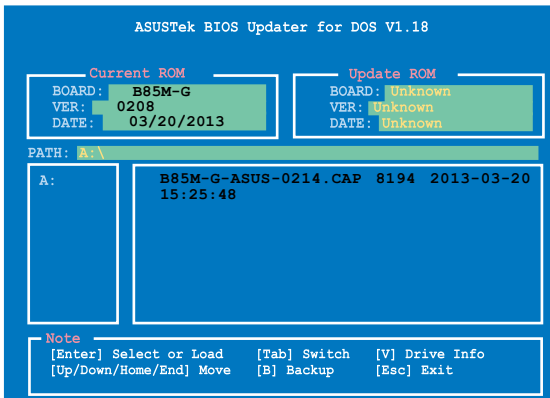 ASUSTek BIOS Updater for DOS V1.18
Current ROM
BOARD: B85M-G
VER: 0208
DATE: 03/20/2013
Update ROM
BOARD: Unknown
VER: Unknown
DATE: Unknown
PATH: A:\
A:
B85M-G-ASUS-0214.CAP 8194 2013-03-20
15:25:48
Note
[Enter] Select or Load [Tab] Switch [V] Drive Info
[Up/Down/Home/End] Move [B] Backup [Esc] Exit